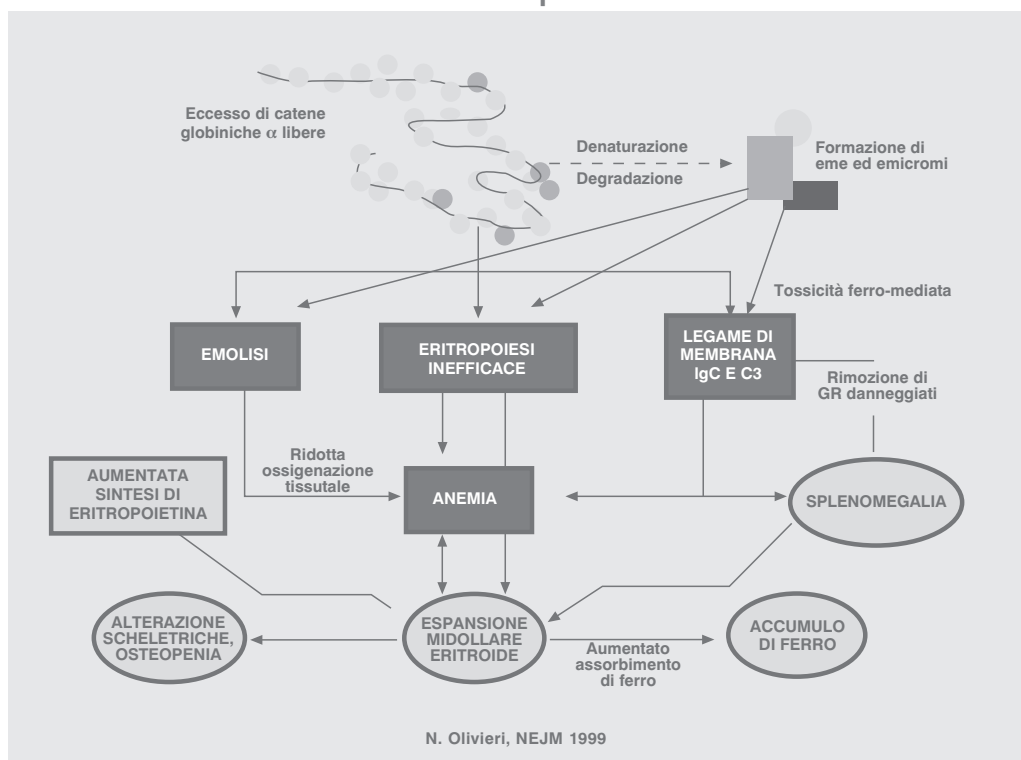 Eccesso di catene
globiniche α libere
Denaturazione
Degradazione
Formazione di
eme ed emicromi
Tossicità ferro-mediata
EMOLISI
ERITROPOIESI
INEFFICACE
LEGAME DI
MEMBRANA
IgC E C3
Rimozione di
GR danneggiati
Ridotta
ossigenazione
tissutale
AUMENTATA
SINTESI DI
ERITROPOIETINA
ANEMIA
SPLENOMEGALIA
ALTERAZIONE
SCHELETRICHE,
OSTEOPENIA
ESPANSIONE
MIDOLLARE
ERITROIDE
Aumentato
assorbimento
di ferro
ACCUMULO
DI FERRO
N. Olivieri, NEJM 1999